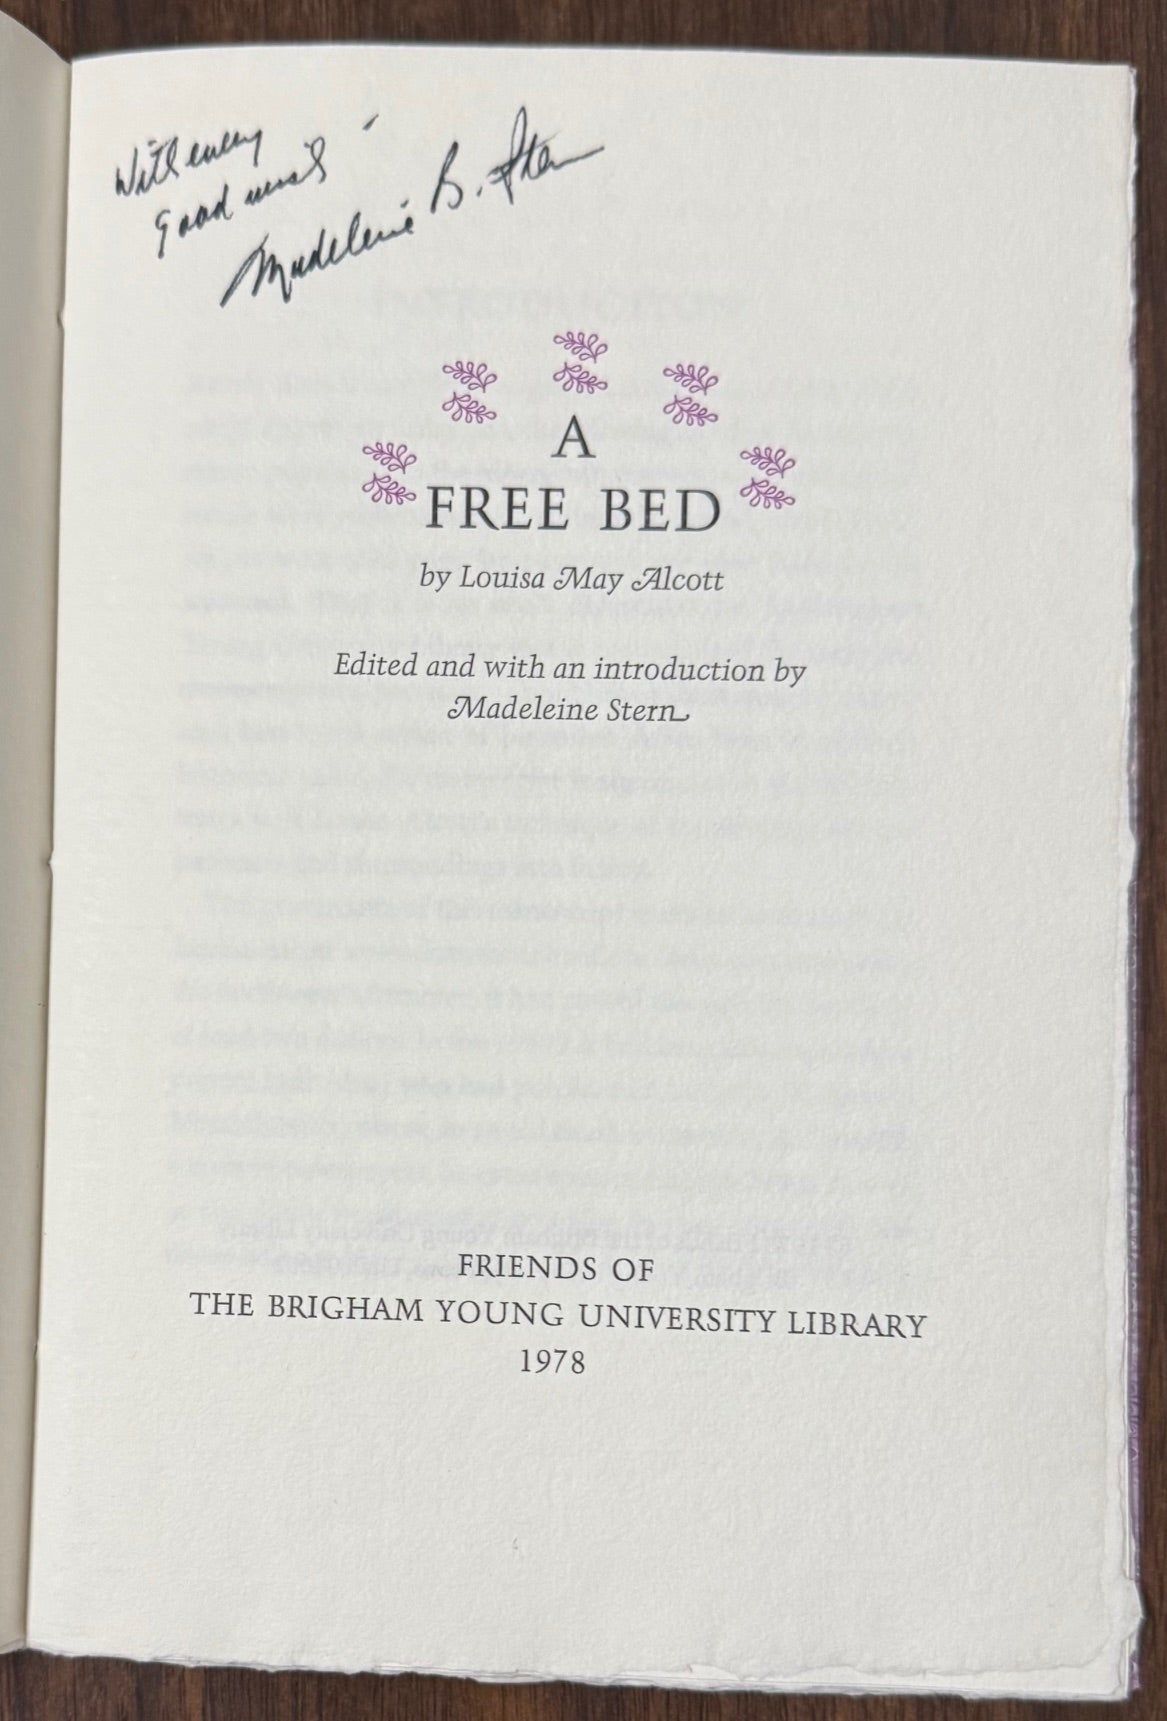 With every
good wish –
Madeleine B. Stern
A
FREE BED
by Louisa May Alcott
Edited and with an introduction by
Madeleine Stern
FRIENDS OF
THE BRIGHAM YOUNG UNIVERSITY LIBRARY
1978